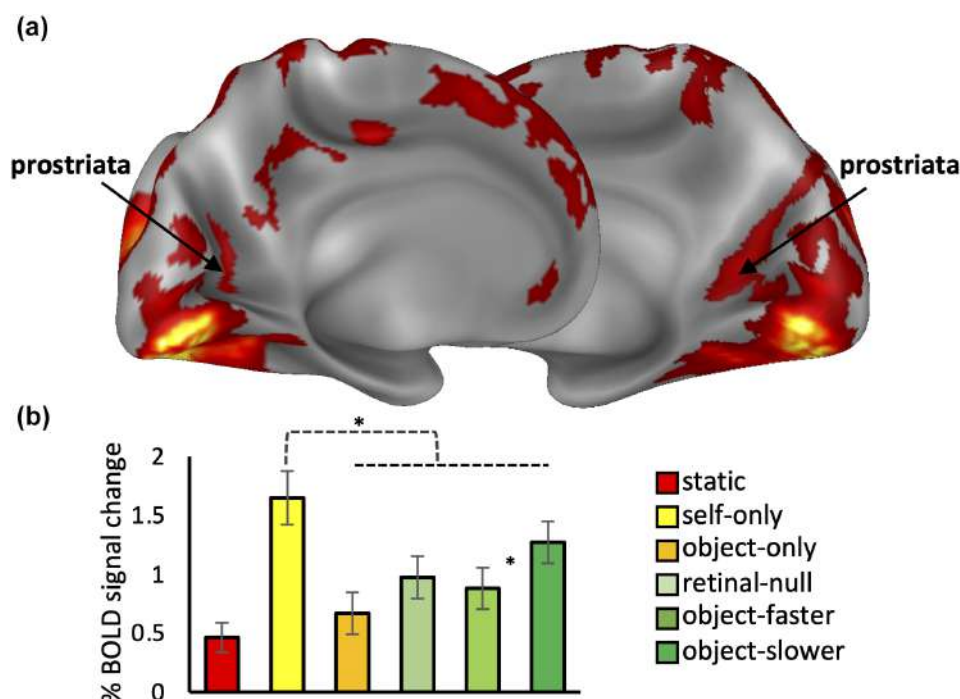 (a)
prostriata
prostriata
(b)
*
% BOLD signal change
2
1.5
1
0.5
0
*
static
self-only
object-only
retinal-null
object-faster
object-slower